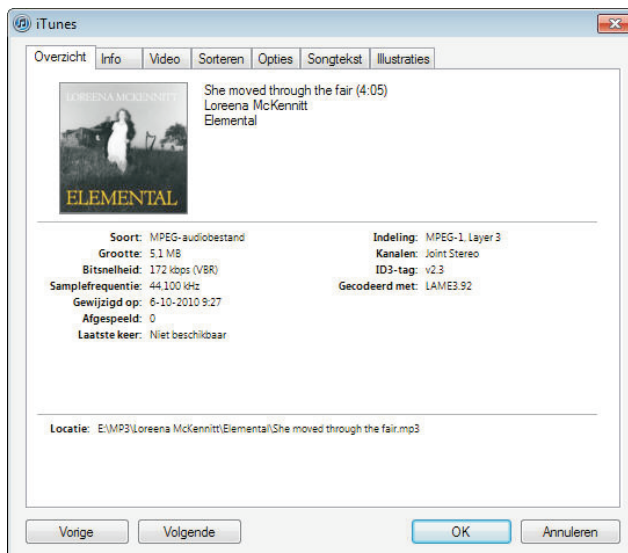 iTunes
Overzicht Info Video Sorteren Opties Songtekst Illustraties
LOREENA MCKENNITT
ELEMENTAL
She moved through the fair (4:05)
Loreena McKennitt
Elemental
Soort: MPEG-audiobestand
Grootte: 5,1 MB
Bitsnelheid: 172 kbps (VBR)
Samplefrequentie: 44,100 kHz
Gewijzigd op: 6-10-2010 9:27
Afgespeeld: 0
Laatste keer: Niet beschikbaar
Indeling: MPEG-1, Layer 3
Kanalen: Joint Stereo
ID3-tag: v2.3
Gecodeerd met: LAME3.92
Locatie: E:\MP3\Loreena McKennitt\Elemental\She moved through the fair.mp3
Vorige Volgende OK Annuleren